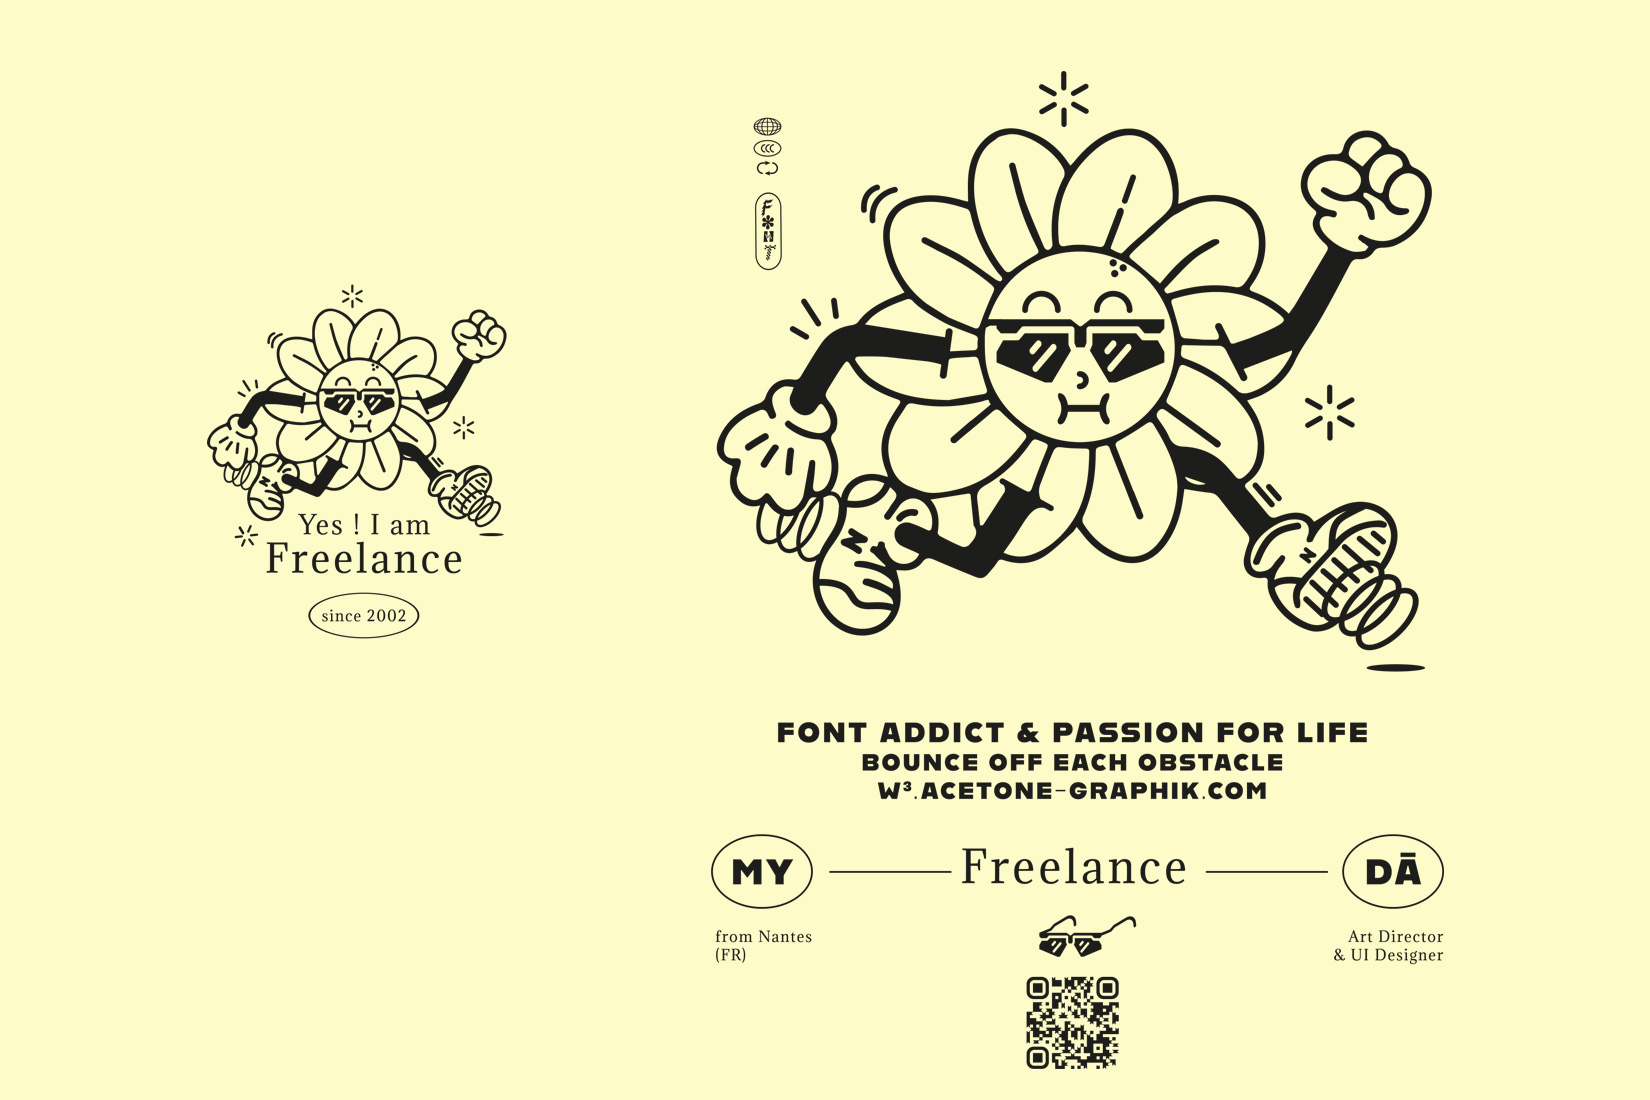 Yes ! I am
Freelance
since 2002
N
Z
FONT ADDICT & PASSION FOR LIFE
BOUNCE OFF EACH OBSTACLE
W³.ACETONE-GRAPHIK.COM
MY
Freelance
DĀ
from Nantes
(FR)
Art Director
& UI Designer